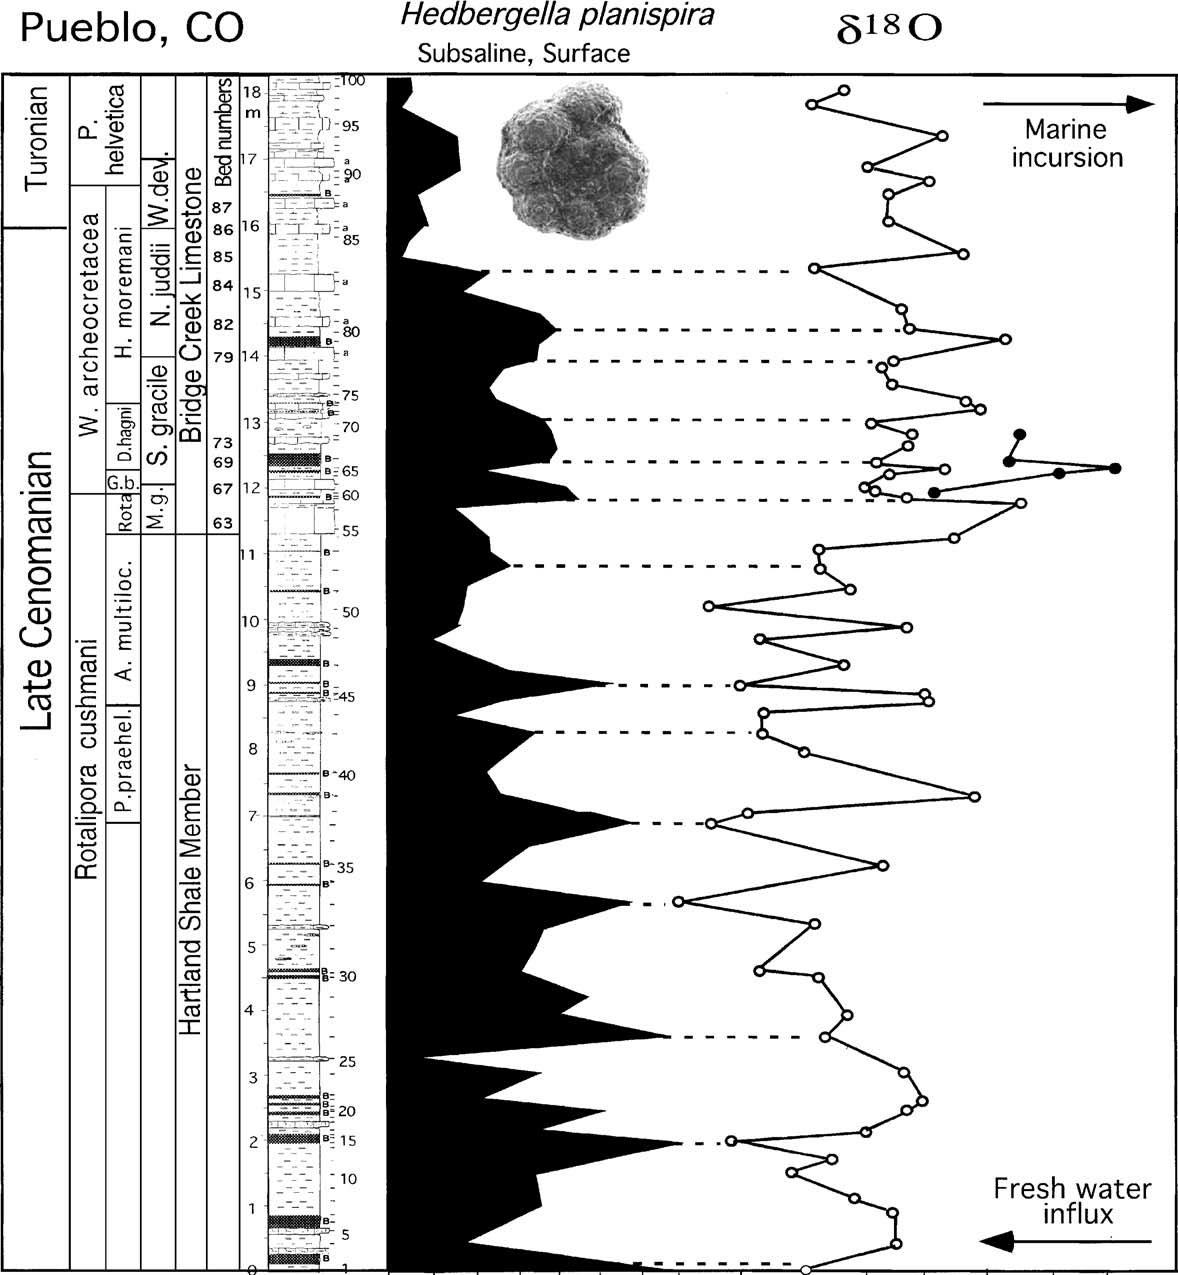 Pueblo, CO
Hedbergella planispira
Subsaline, Surface
δ18O
Turonian
Late Cenomanian
P.
helvetica
W. archeocretacea
Rotalipora cushmani
H. moremani
D.hagni
G.b.
Rota
A. multiloc.
P.praehel.
W.dev.
N. juddii
S. gracile
M.g.
Bridge Creek Limestone
Hartland Shale Member
Bed numbers
87
86
85
84
82
79
73
69
67
63
18
m
17
16
15
14
13
12
11
10
9
8
7
6
5
4
3
2
1
0
100
95
a
90
a
B
a
a
85
a
a
80
B
a
75
B
B
70
B
65
B
60
B
55
B
B
50
B
B
B
45
B
40
B
B
35
B
B
30
B
25
B
B
B
20
B
15
10
B
5
B
1
Marine
incursion
Fresh water
influx